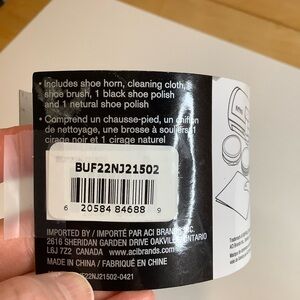 • Includes shoe horn, cleaning cloth, 1
shoe brush, 1 black shoe polish
and 1 netural shoe polish
• Comprend un chausse-pied, un chiffon
de nettoyage, une brosse à souliers 1
cirage noir et 1 cirage naturel
BUF22NJ21502
6 20584 84688 9
IMPORTED BY / IMPORTÉ PAR ACI BRANDS INC.
2616 SHERIDAN GARDEN DRIVE OAKVILLE, ONTARIO
L6J 7Z2 CANADA www.acibrands.com
MADE IN CHINA / FABRIQUÉ EN CHINE
BUF22NJ21502-0421